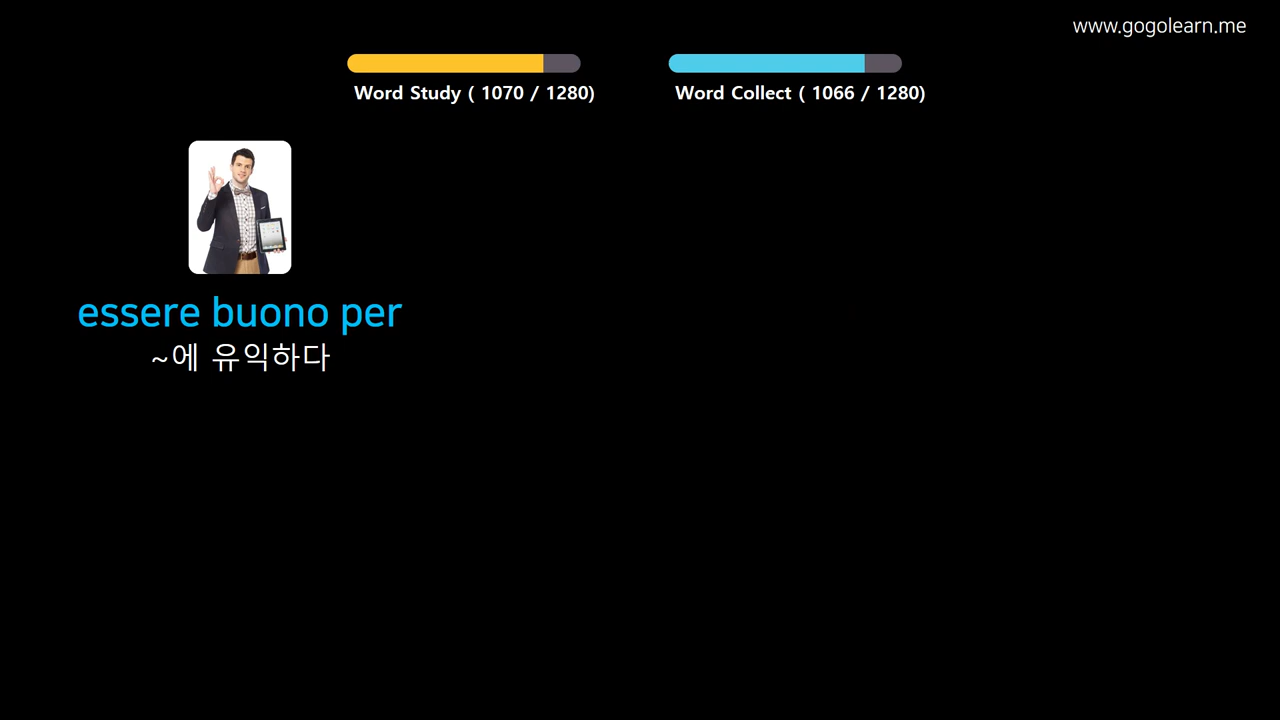 www.gogolearn.me
Word Study ( 1070 / 1280)
Word Collect ( 1066 / 1280)
essere buono per
~에 유익하다